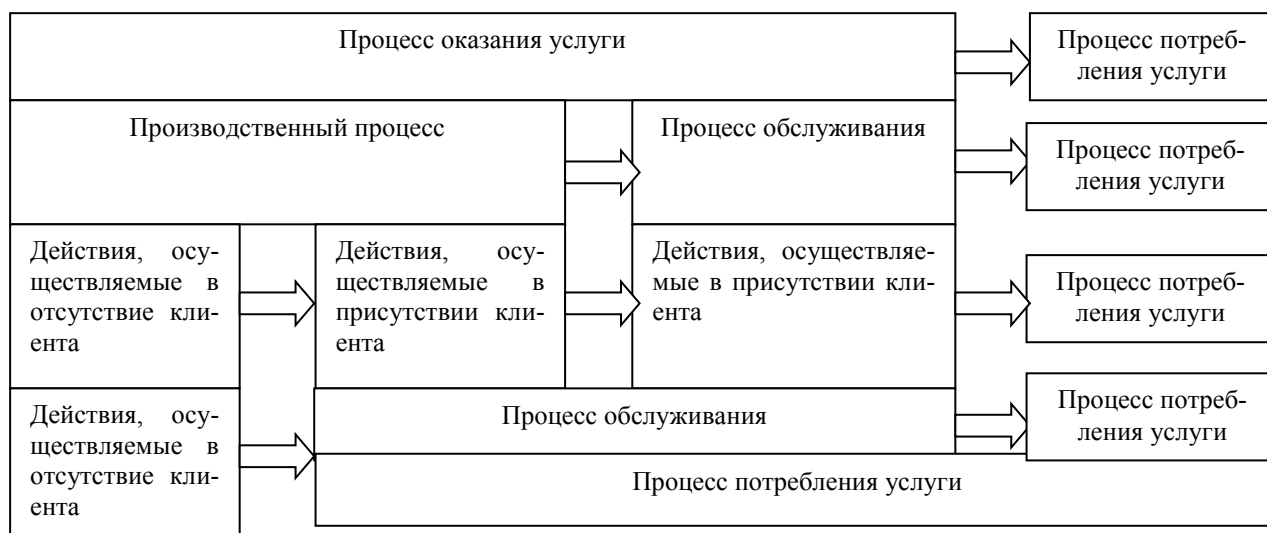 Процесс оказания услуги
Процесс потреб-
ления услуги
Производственный процесс
Процесс обслуживания
Процесс потреб-
ления услуги
Действия, осу-
ществляемые в
отсутствие кли-
ента
Действия, осу-
ществляемые в
присутствии кли-
ента
Действия, осуществляе-
мые в присутствии кли-
ента
Процесс потреб-
ления услуги
Действия, осу-
ществляемые в
отсутствие кли-
ента
Процесс обслуживания
Процесс потреб-
ления услуги
Процесс потребления услуги